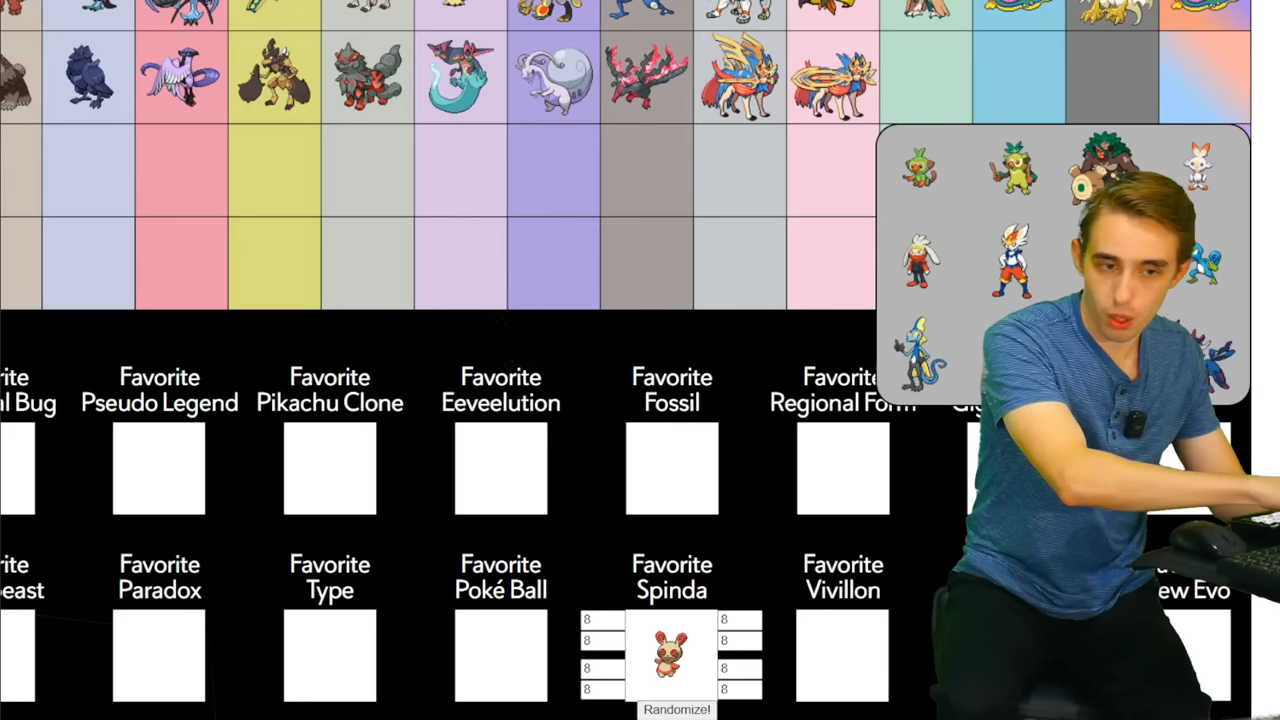 rite
l Bug
Favorite
Pseudo Legend
Favorite
Pikachu Clone
Favorite
Eeveelution
Favorite
Fossil
Favorite
Regional Form
rite
east
Favorite
Paradox
Favorite
Type
Favorite
Poké Ball
Favorite
Spinda
Favorite
Vivillon
ew Evo
8 8
8 8
8 8
8 8
Randomize!